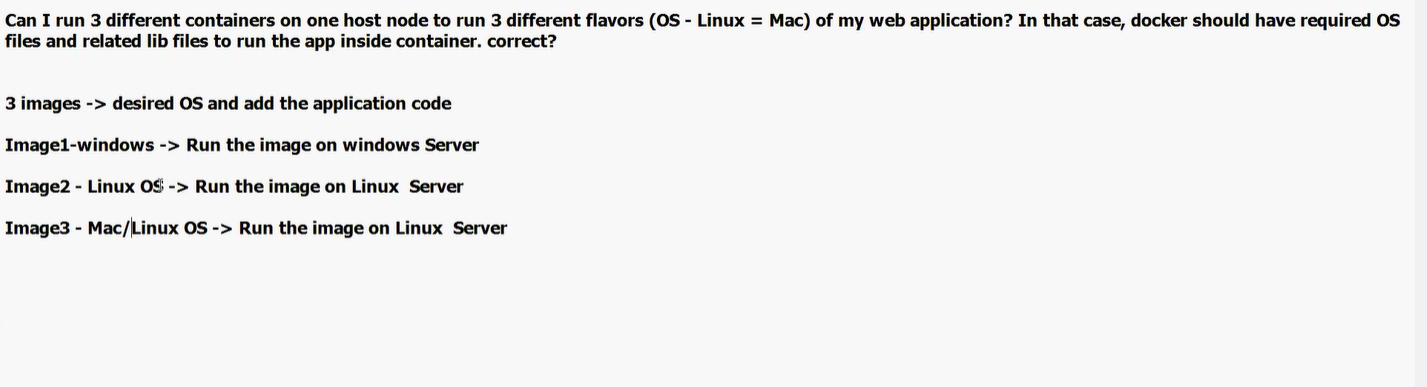 Can I run 3 different containers on one host node to run 3 different flavors (OS - Linux = Mac) of my web application? In that case, docker should have required OS
files and related lib files to run the app inside container. correct?
3 images -> desired OS and add the application code
Image1-windows -> Run the image on windows Server
Image2 - Linux OS -> Run the image on Linux  Server
Image3 - Mac/Linux OS -> Run the image on Linux  Server